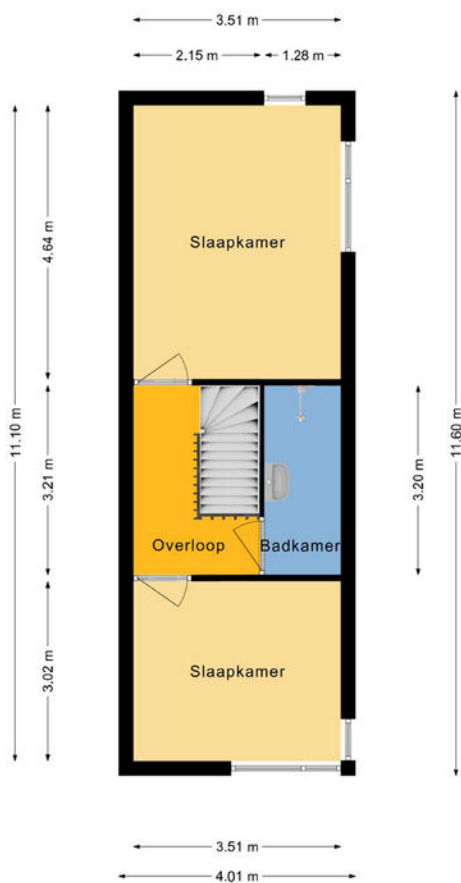 3.51 m
2.15 m
1.28 m
Slaapkamer
4.64 m
11.10 m
3.21 m
11.60 m
3.20 m
Overloop
Badkamer
Slaapkamer
3.02 m
3.51 m
4.01 m